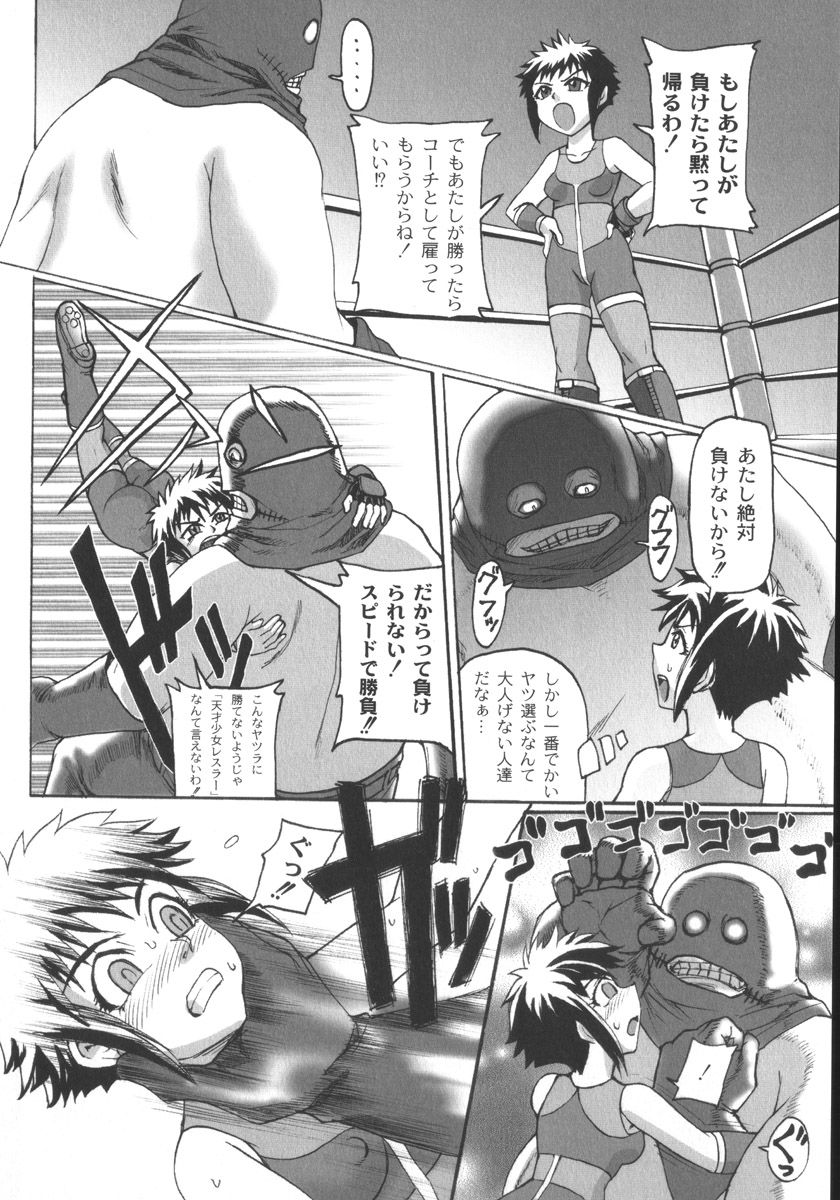 もしあたしが
負けたら黙って
帰るわ!
‥‥‥
でもあたしが勝ったら
コーチとして雇って
もらうからね!
いい!?
あたし絶対
負けないから!!
グフフ
グフッ
しかし一番でかい
ヤツ選ぶなんて
大人げない人達
だなぁ…
だからって負け
られない!
スピードで勝負!!
こんなヤツラに
勝てないようじゃ
「天才少女レスラー」
なんて言えないわ!!
ドドドッ
ゴゴゴゴゴゴゴ
!
ぐっ
ガッ
ぐっ!!